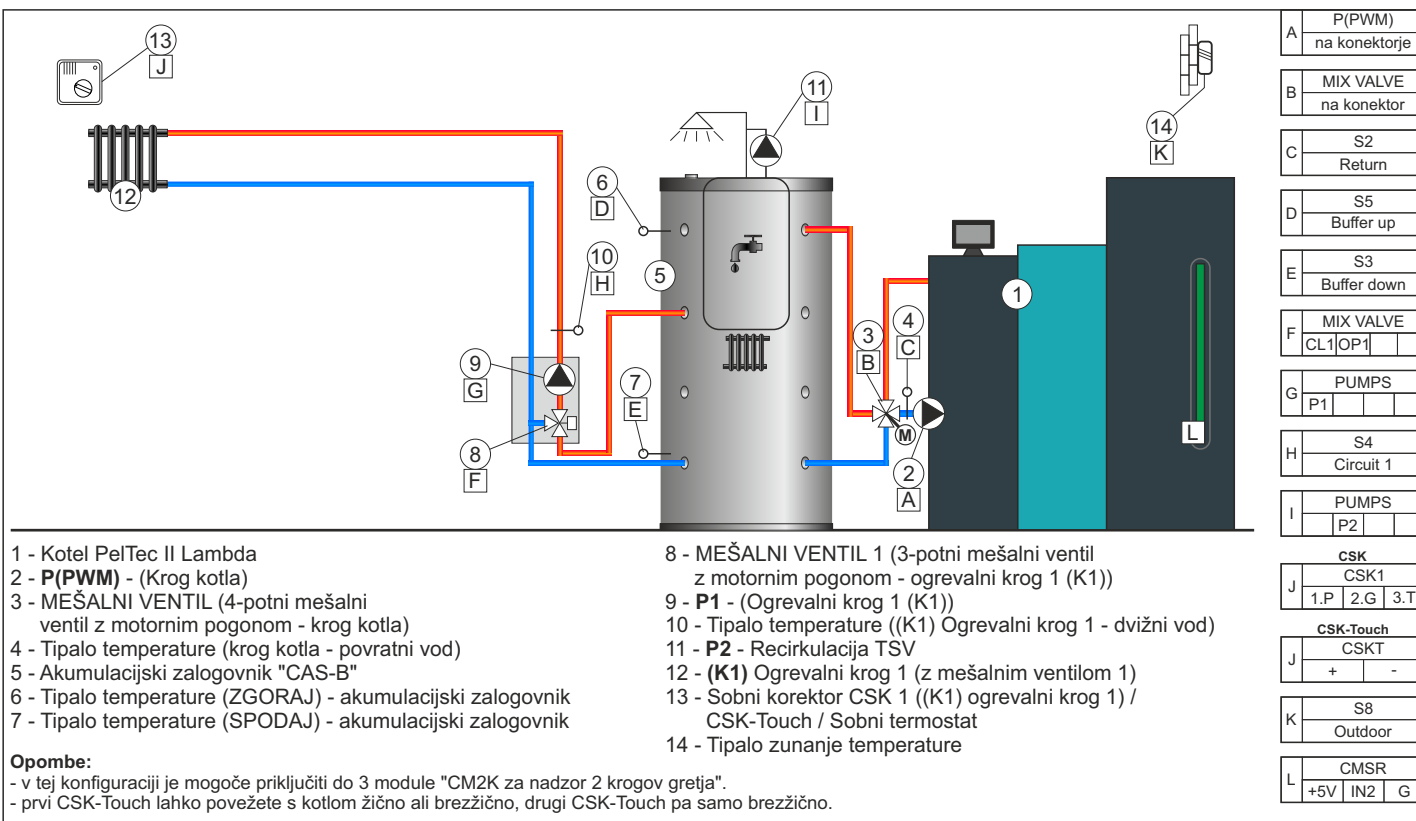 13
J
12
6
D
10
H
9
G
8
F
7
E
5
11
I
3
B
4
C
M
2
A
1
14
K
L
1 - Kotel PelTec II Lambda
2 - P(PWM) - (Krog kotla)
3 - MEŠALNI VENTIL (4-potni mešalni
ventil z motornim pogonom - krog kotla)
4 - Tipalo temperature (krog kotla - povratni vod)
5 - Akumulacijski zalogovnik "CAS-B"
6 - Tipalo temperature (ZGORAJ) - akumulacijski zalogovnik
7 - Tipalo temperature (SPODAJ) - akumulacijski zalogovnik
8 - MEŠALNI VENTIL 1 (3-potni mešalni ventil
z motornim pogonom - ogrevalni krog 1 (K1))
9 - P1 - (Ogrevalni krog 1 (K1))
10 - Tipalo temperature ((K1) Ogrevalni krog 1 - dvižni vod)
11 - P2 - Recirkulacija TSV
12 - (K1) Ogrevalni krog 1 (z mešalnim ventilom 1)
13 - Sobni korektor CSK 1 ((K1) ogrevalni krog 1) /
CSK-Touch / Sobni termostat
14 - Tipalo zunanje temperature
Opombe:
- v tej konfiguraciji je mogoče priključiti do 3 module "CM2K za nadzor 2 krogov gretja".
- prvi CSK-Touch lahko povežete s kotlom žično ali brezžično, drugi CSK-Touch pa samo brezžično.
A
P(PWM)
na konektorje
B
MIX VALVE
na konektor
C
S2
Return
D
S5
Buffer up
E
S3
Buffer down
F
MIX VALVE
CL1 OP1
G
PUMPS
P1
H
S4
Circuit 1
I
PUMPS
P2
CSK
J
CSK1
1.P 2.G 3.T
CSK-Touch
J
CSKT
+ -
K
S8
Outdoor
L
CMSR
+5V IN2 G